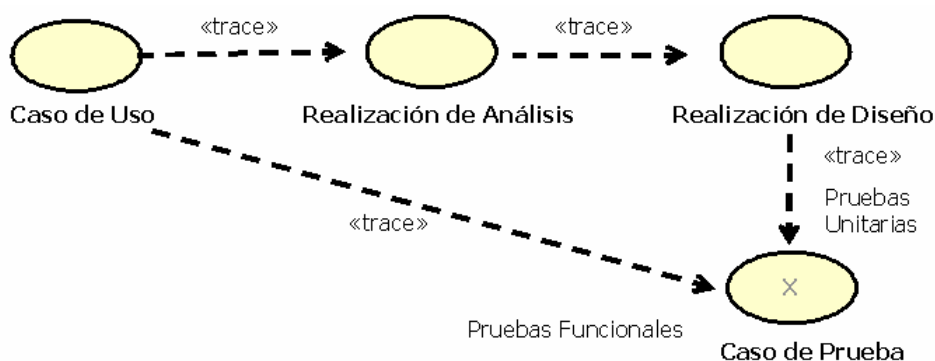 «trace»
«trace»
Caso de Uso
Realización de Análisis
Realización de Diseño
«trace»
Pruebas
Unitarias
«trace»
X
Pruebas Funcionales
Caso de Prueba